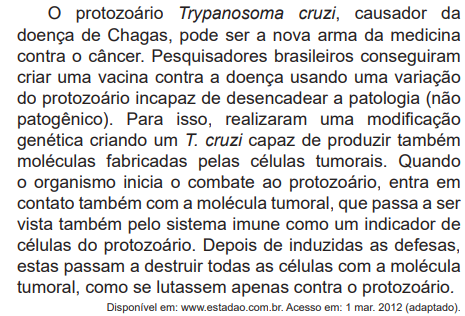 O protozoário Trypanosoma cruzi, causador da
doença de Chagas, pode ser a nova arma da medicina
contra o câncer. Pesquisadores brasileiros conseguiram
criar uma vacina contra a doença usando uma variação
do protozoário incapaz de desencadear a patologia (não
patogênico). Para isso, realizaram uma modificação
genética criando um T. cruzi capaz de produzir também
moléculas fabricadas pelas células tumorais. Quando
o organismo inicia o combate ao protozoário, entra em
contato também com a molécula tumoral, que passa a ser
vista também pelo sistema imune como um indicador de
células do protozoário. Depois de induzidas as defesas,
estas passam a destruir todas as células com a molécula
tumoral, como se lutassem apenas contra o protozoário.
Disponível em: www.estadao.com.br. Acesso em: 1 mar. 2012 (adaptado).